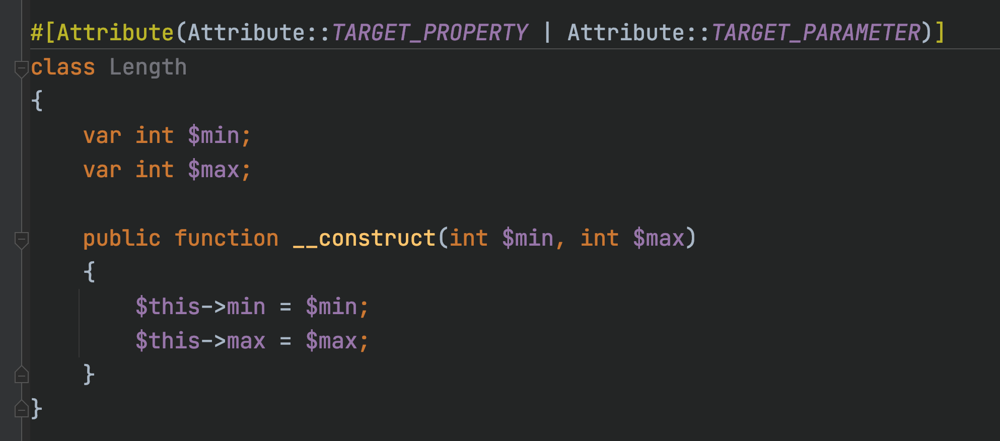 #[Attribute(Attribute::TARGET_PROPERTY | Attribute::TARGET_PARAMETER)]
class Length
{
    var int $min;
    var int $max;

    public function __construct(int $min, int $max)
    {
        $this->min = $min;
        $this->max = $max;
    }
}